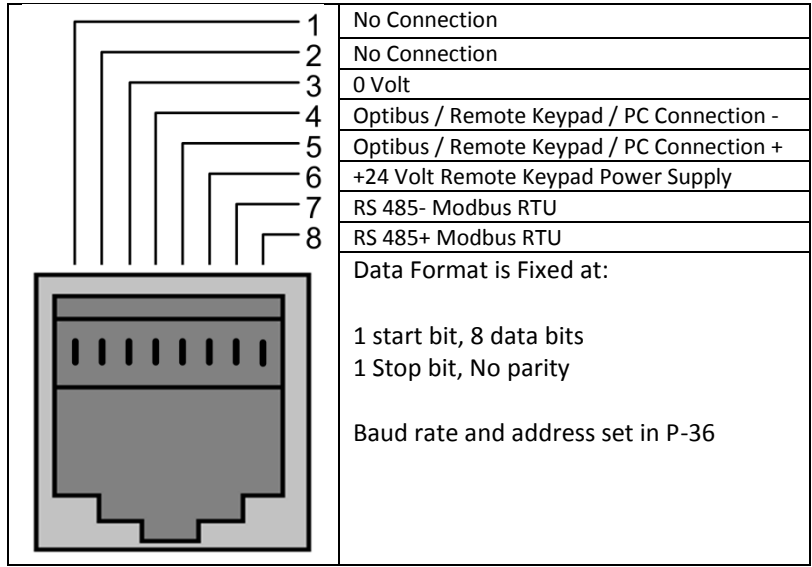 1 No Connection
2 No Connection
3 0 Volt
4 Optibus / Remote Keypad / PC Connection -
5 Optibus / Remote Keypad / PC Connection +
6 +24 Volt Remote Keypad Power Supply
7 RS 485- Modbus RTU
8 RS 485+ Modbus RTU
Data Format is Fixed at:
1 start bit, 8 data bits
1 Stop bit, No parity
Baud rate and address set in P-36